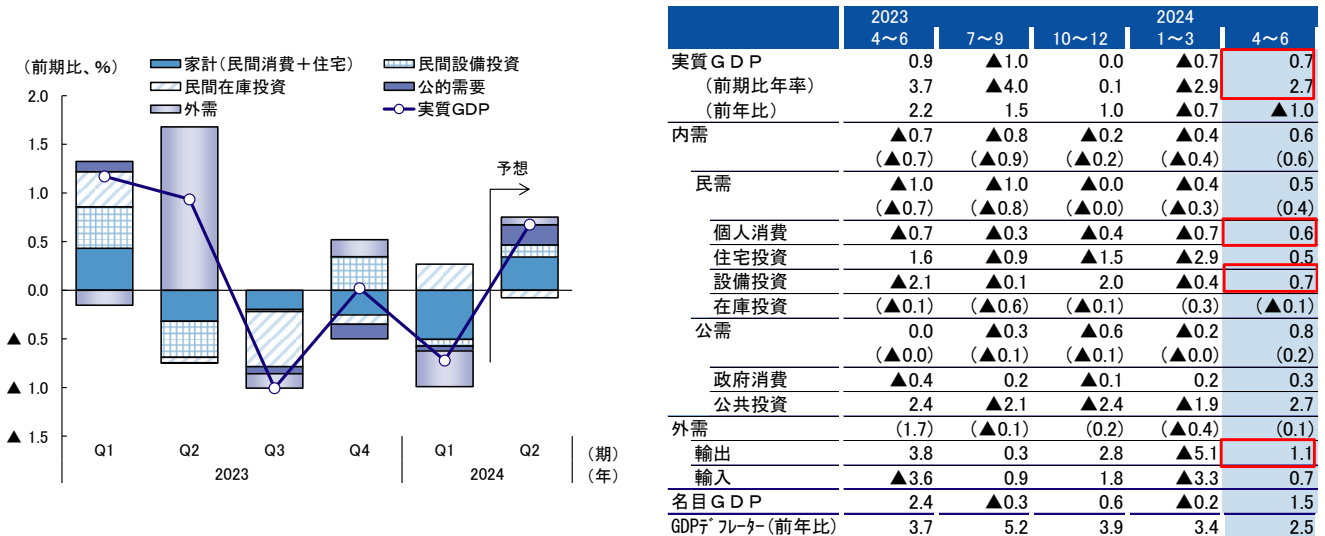 (前期比、%)
家計(民間消費+住宅)
民間設備投資
民間在庫投資
公的需要
外需
実質GDP
2.0
1.5
1.0
0.5
0.0
▲ 0.5
▲ 1.0
▲ 1.5
予想
Q1 Q2 Q3 Q4 Q1 Q2 (期)
2023 2024 (年)
2023 2024
4~6 7~9 10~12 1~3 4~6
実質GDP 0.9 ▲1.0 0.0 ▲0.7 0.7
(前期比年率) 3.7 ▲4.0 0.1 ▲2.9 2.7
(前年比) 2.2 1.5 1.0 ▲0.7 ▲1.0
内需 ▲0.7 ▲0.8 ▲0.2 ▲0.4 0.6
(▲0.7) (▲0.9) (▲0.2) (▲0.4) (0.6)
民需 ▲1.0 ▲1.0 ▲0.0 ▲0.4 0.5
(▲0.7) (▲0.8) (▲0.0) (▲0.3) (0.4)
個人消費 ▲0.7 ▲0.3 ▲0.4 ▲0.7 0.6
住宅投資 1.6 ▲0.9 ▲1.5 ▲2.9 0.5
設備投資 ▲2.1 ▲0.1 2.0 ▲0.4 0.7
在庫投資 (▲0.1) (▲0.6) (▲0.1) (0.3) (▲0.1)
公需 0.0 ▲0.3 ▲0.6 ▲0.2 0.8
(▲0.0) (▲0.1) (▲0.1) (▲0.0) (0.2)
政府消費 ▲0.4 0.2 ▲0.1 0.2 0.3
公共投資 2.4 ▲2.1 ▲2.4 ▲1.9 2.7
外需 (1.7) (▲0.1) (0.2) (▲0.4) (0.1)
輸出 3.8 0.3 2.8 ▲5.1 1.1
輸入 ▲3.6 0.9 1.8 ▲3.3 0.7
名目GDP 2.4 ▲0.3 0.6 ▲0.2 1.5
GDPデフレーター(前年比) 3.7 5.2 3.9 3.4 2.5